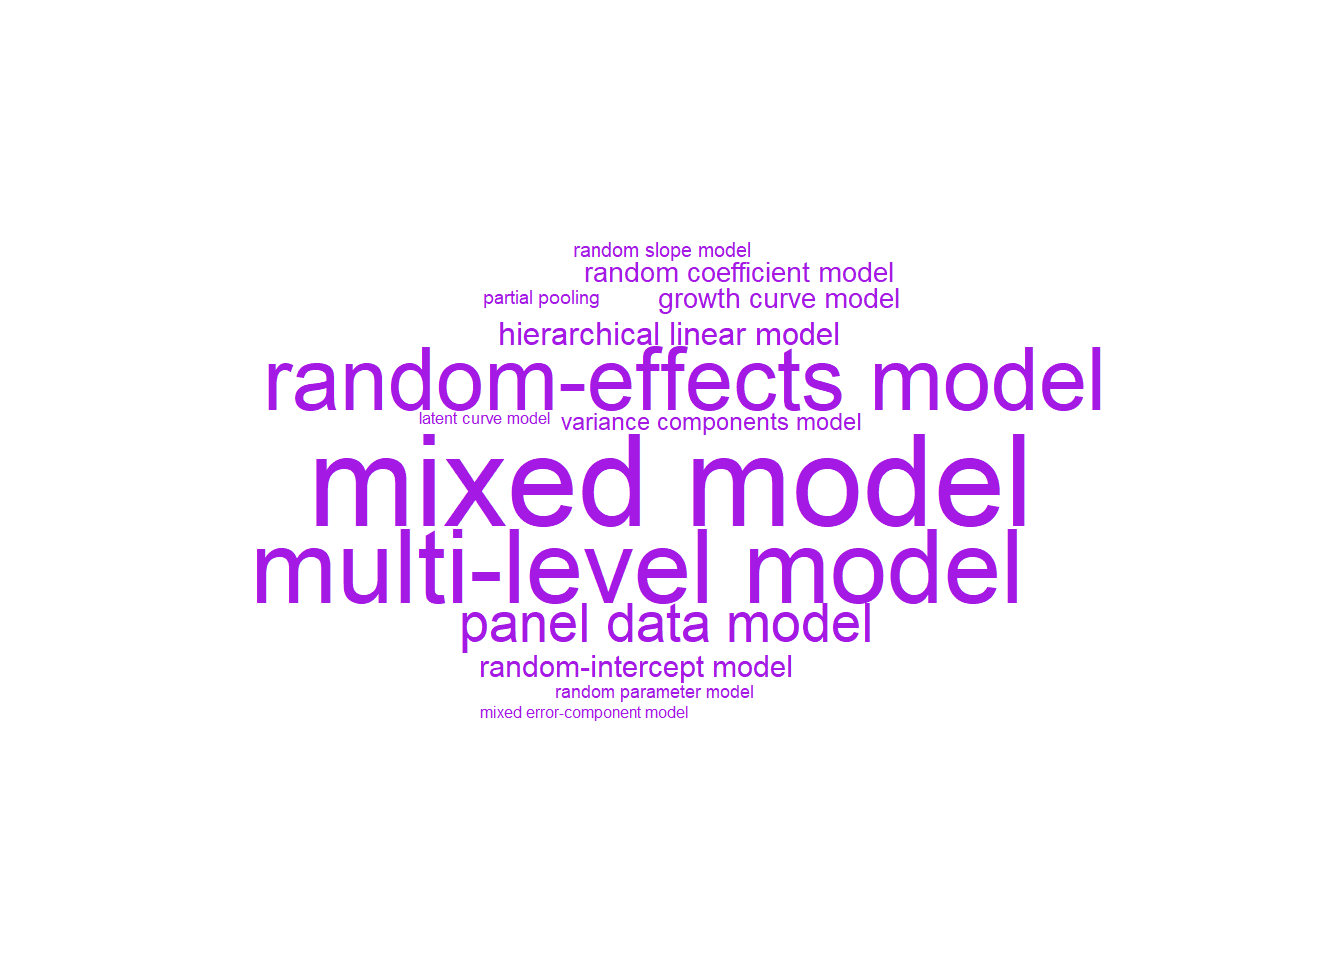 random slope model
random coefficient model
partial pooling
growth curve model
hierarchical linear model
random-effects model
latent curve model
variance components model
mixed model
multi-level model
panel data model
random-intercept model
random parameter model
mixed error-component model